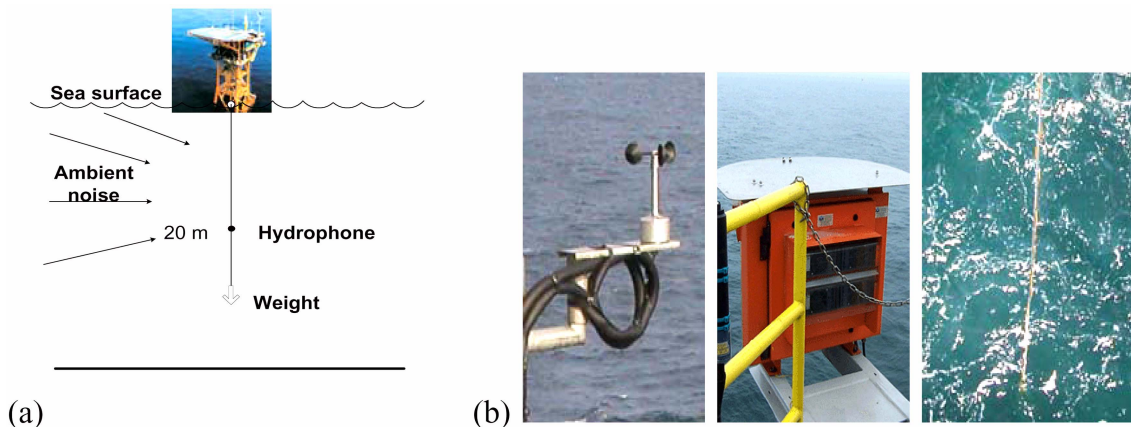 Sea surface
Ambient
noise
20 m
Hydrophone
Weight
(a)
(b)